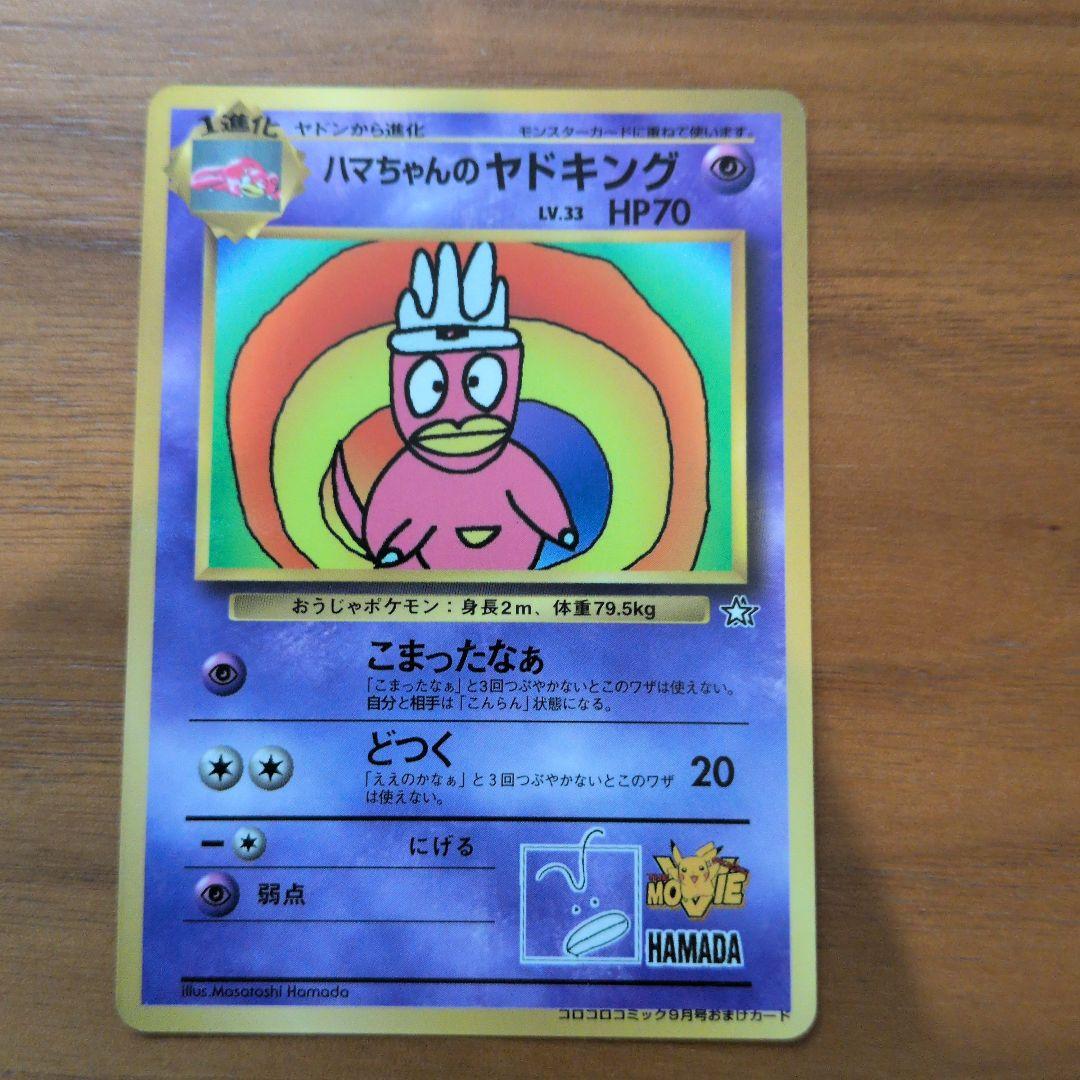 1進化
ヤドンから進化
モンスターカードに重ねて使います。
ハマちゃんのヤドキング
LV.33 HP70
おうじゃポケモン：身長2m、体重79.5kg
こまったなぁ
「こまったなぁ」と3回つぶやかないとこのワザは使えない。
自分と相手は「こんらん」状態になる。
どつく
「ええのかなぁ」と3回つぶやかないとこのワザ
は使えない。
20
にげる
弱点
MOVIE
HAMADA
illus.Masatoshi Hamada
コロコロコミック9月号おまけカード